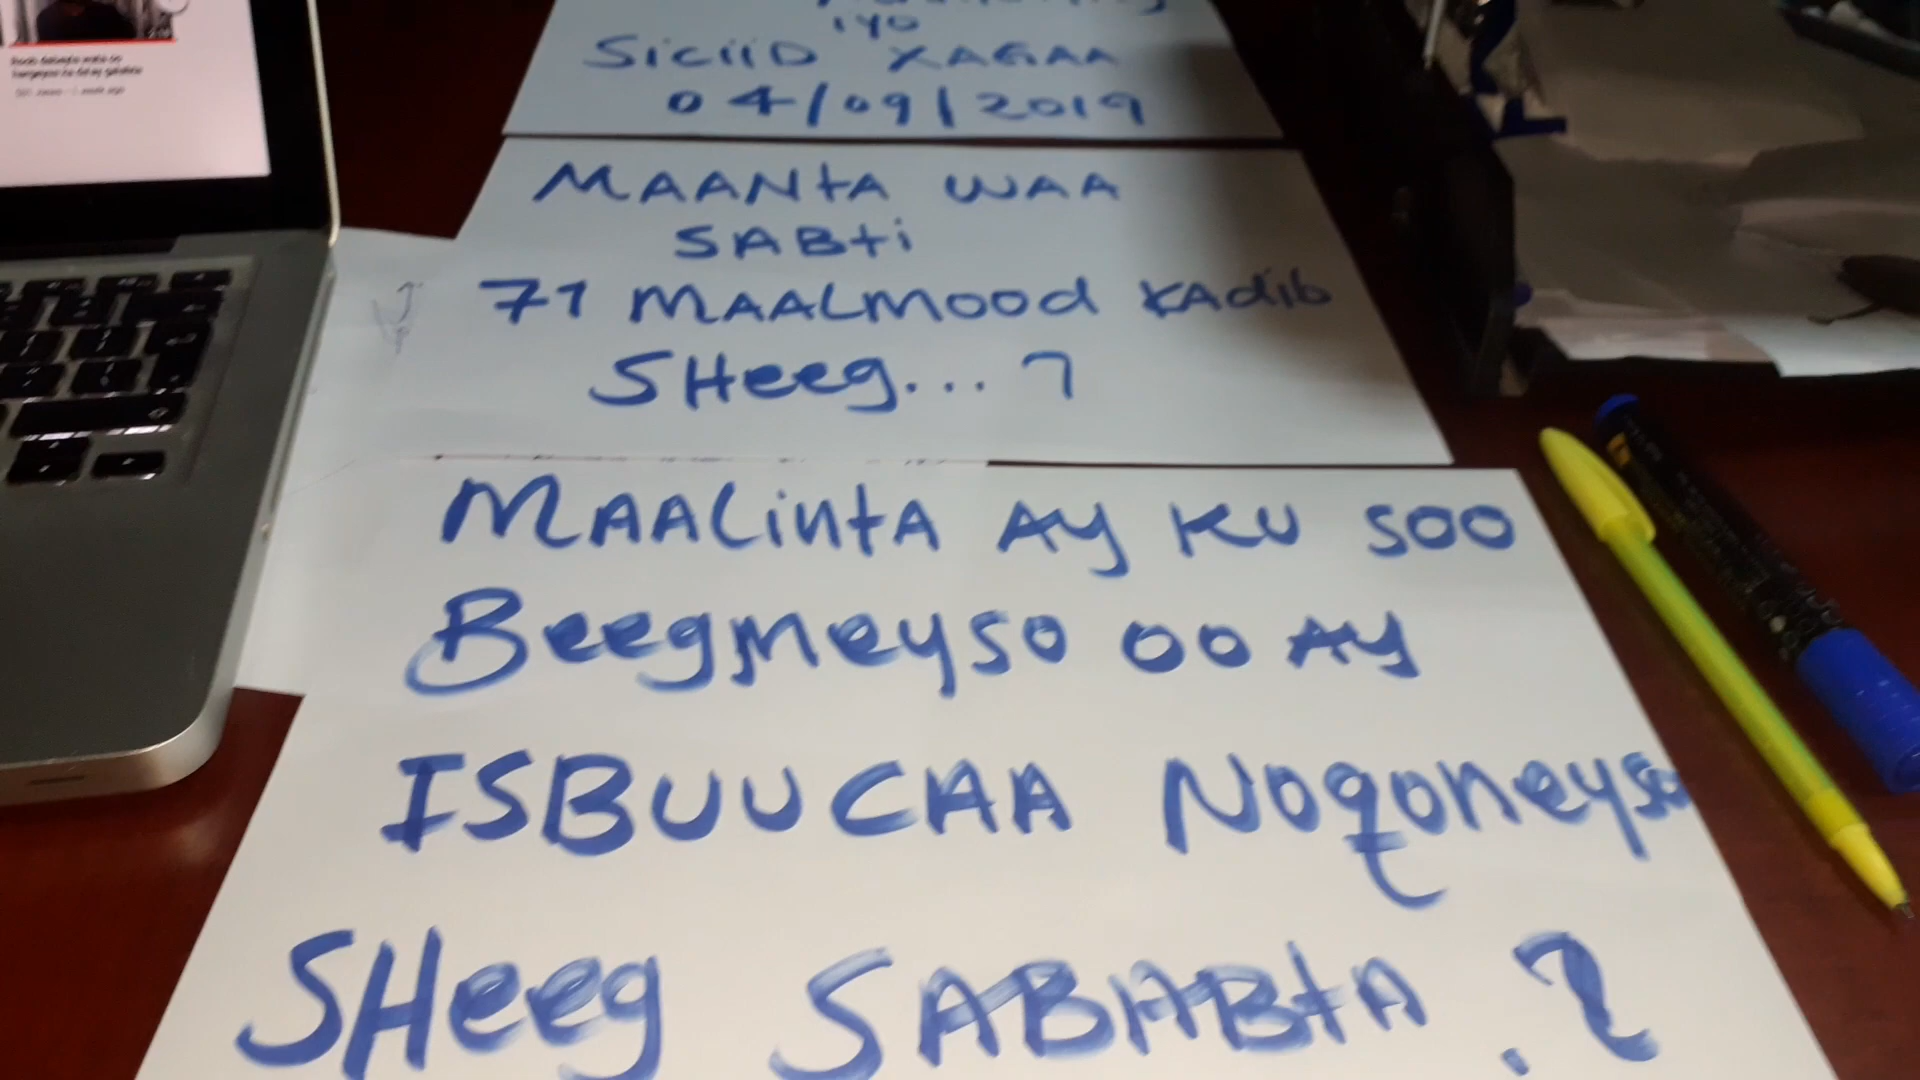 iyo
SiciiD XAGAA
04/09/2019
MAANtA WAA
SABti
71 MAALMOOd KAdib
SHeeg... ?
MAALintA AY KU SOO
Beegmeyso oo AY
ISBUUCAA Noqoneyso
SHeeg SABABtA.?